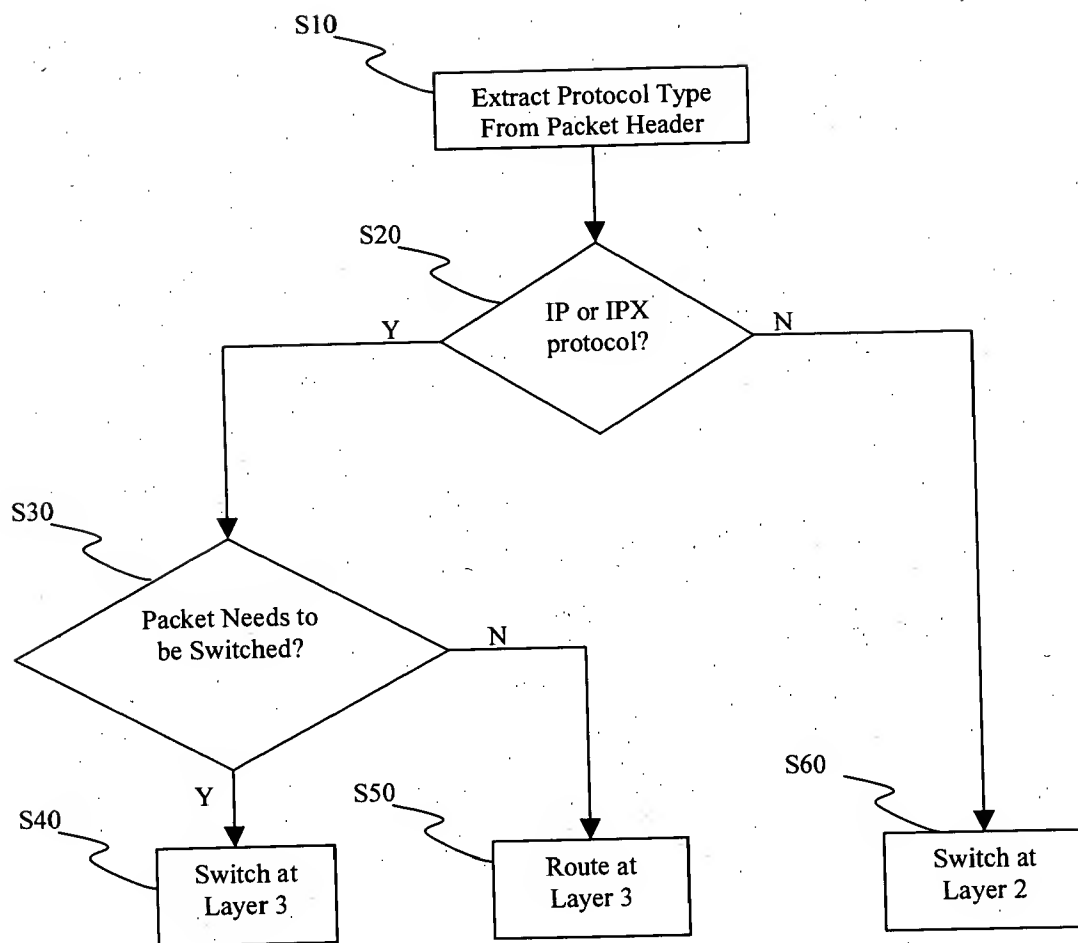 S10
Extract Protocol Type
From Packet Header
S20
IP or IPX
protocol?
Y
N
S30
Packet Needs to
be Switched?
N
Y
S40
Switch at
Layer 3
S50
Route at
Layer 3
S60
Switch at
Layer 2